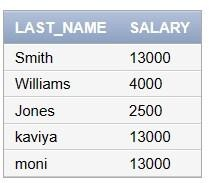 LAST_NAME SALARY
Smith 13000
Williams 4000
Jones 2500
kaviya 13000
moni 13000